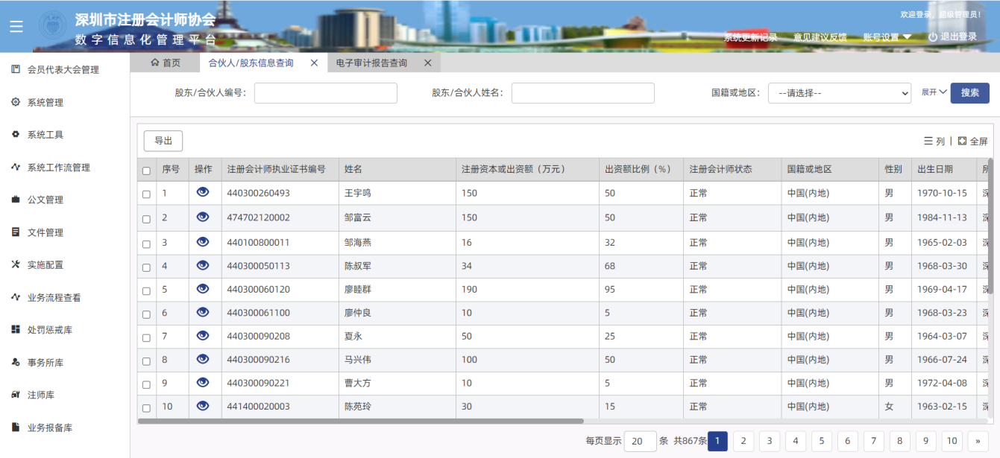 深圳市注册会计师协会
数字信息化管理平台
欢迎登录，超级管理员！
系统更新记录 意见建议反馈 账号设置 退出登录
会员代表大会管理
系统管理
系统工具
系统工作流管理
公文管理
文件管理
实施配置
业务流程查看
处罚惩戒库
事务所库
注师库
业务报备库
首页 合伙人/股东信息查询 × 电子审计报告查询 ×
股东/合伙人编号： 股东/合伙人姓名： 国籍或地区： --请选择-- 展开 搜索
导出 列 | 全屏
序号 操作 注册会计师执业证书编号 姓名 注册资本或出资额（万元） 出资额比例（%） 注册会计师状态 国籍或地区 性别 出生日期
1 440300260493 王宇鸣 150 50 正常 中国(内地) 男 1970-10-15 深
2 474702120002 邹富云 150 50 正常 中国(内地) 男 1984-11-13 深
3 440100800011 邹海燕 16 32 正常 中国(内地) 男 1965-02-03 深
4 440300050113 陈叔军 34 68 正常 中国(内地) 男 1968-03-30 深
5 440300060120 廖睦群 190 95 正常 中国(内地) 男 1969-04-17 深
6 440300061100 廖仲良 10 5 正常 中国(内地) 男 1968-03-23 深
7 440300090208 夏永 50 25 正常 中国(内地) 男 1964-03-07 深
8 440300090216 马兴伟 100 50 正常 中国(内地) 男 1966-07-24 深
9 440300090221 曹大方 10 5 正常 中国(内地) 男 1972-04-08 深
10 441400020003 陈苑玲 30 15 正常 中国(内地) 女 1963-02-15 深
每页显示 20 条 共867条 1 2 3 4 5 6 7 8 9 10 »